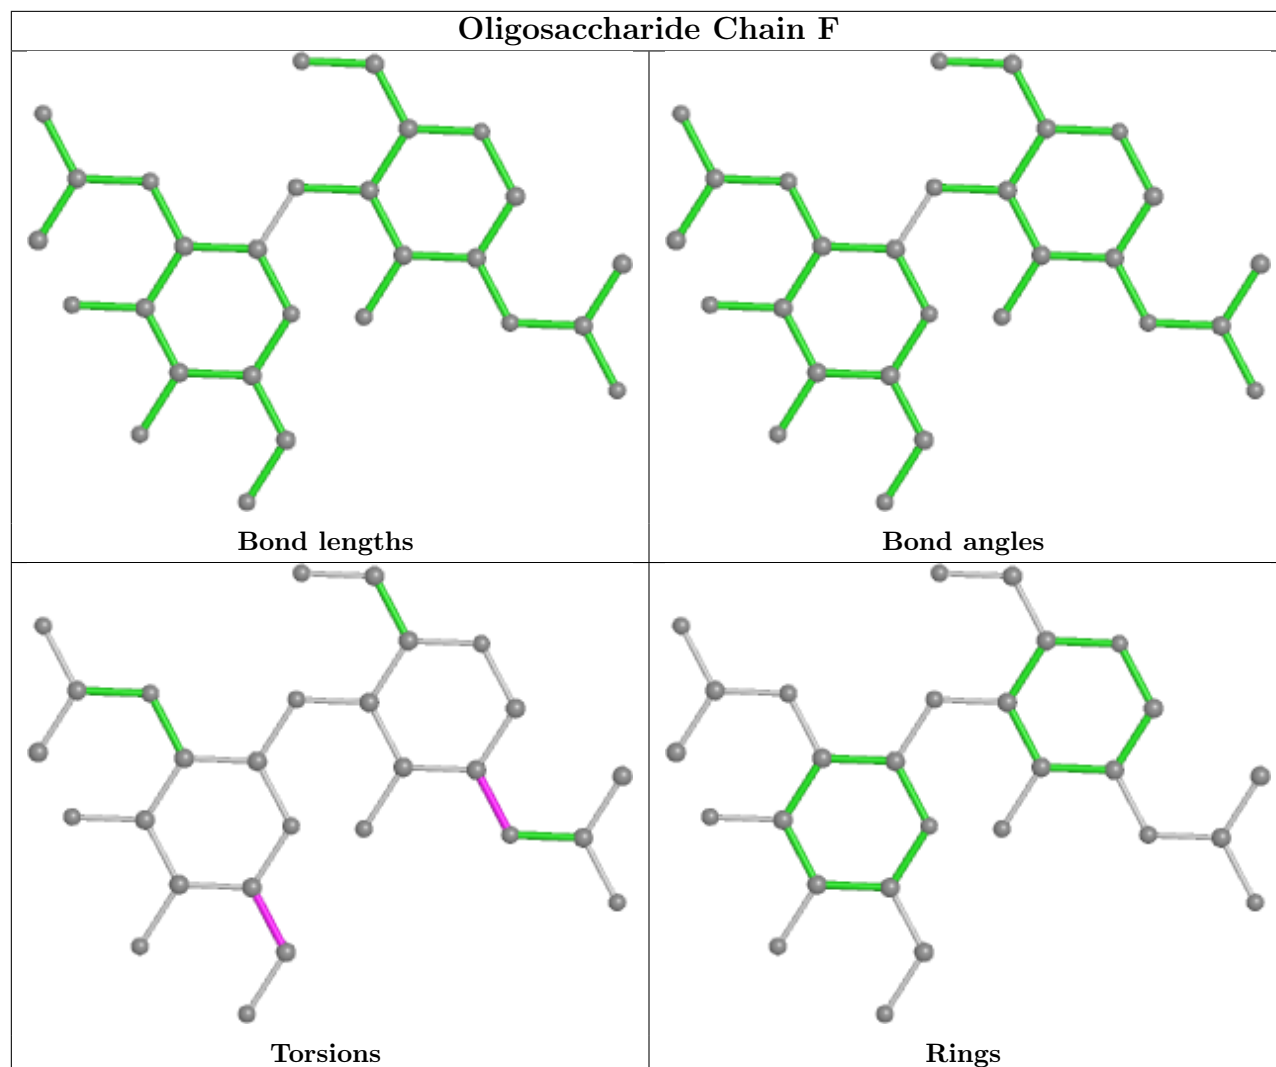 Oligosaccharide Chain F
Bond lengths
Bond angles
Torsions
Rings